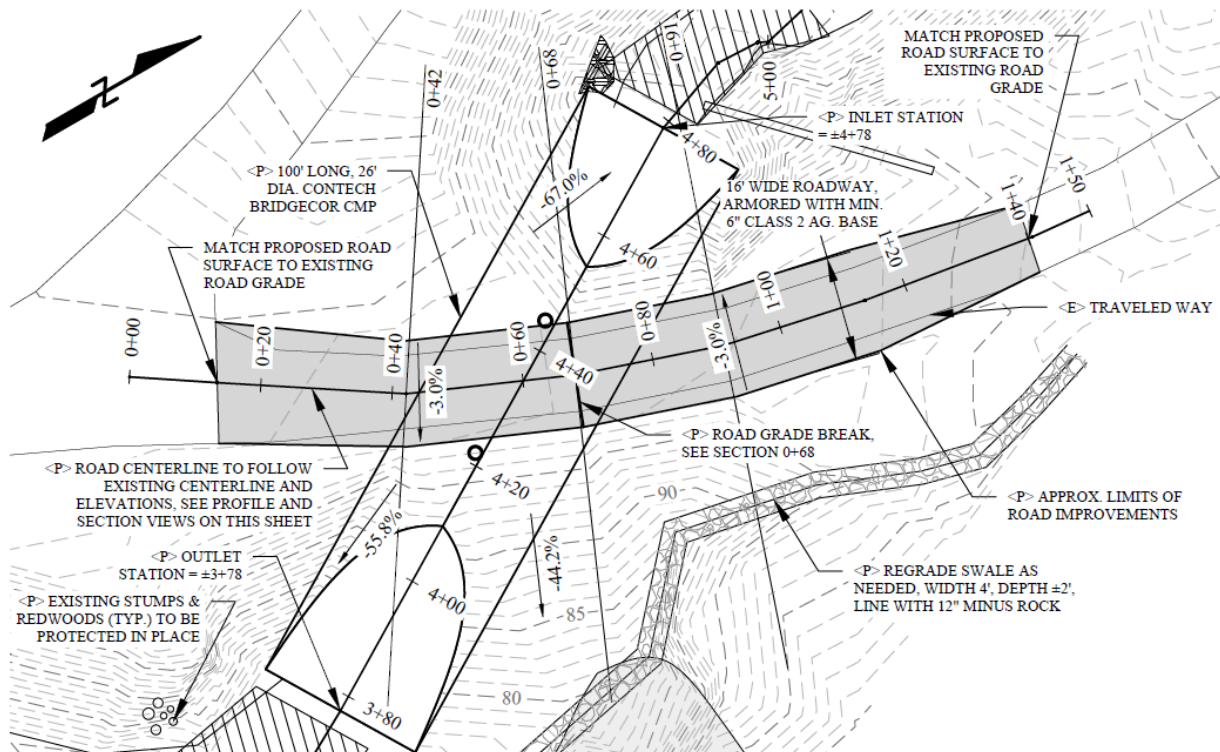 0+42
0+68
0+91
5+00
MATCH PROPOSED
ROAD SURFACE TO
EXISTING ROAD
GRADE
<P> INLET STATION
= ±4+78
4+80
<P> 100' LONG, 26'
DIA. CONTECH
BRIDGECOR CMP
-67.0%
16' WIDE ROADWAY,
ARMORED WITH MIN.
6" CLASS 2 AG. BASE
1+50
1+40
MATCH PROPOSED ROAD
SURFACE TO EXISTING
ROAD GRADE
4+60
1+20
1+00
<E> TRAVELED WAY
0+00
0+20
0+40
0+60
0+80
-3.0%
-3.0%
4+40
<P> ROAD GRADE BREAK,
SEE SECTION 0+68
<P> ROAD CENTERLINE TO FOLLOW
EXISTING CENTERLINE AND
ELEVATIONS, SEE PROFILE AND
SECTION VIEWS ON THIS SHEET
4+20
90
<P> APPROX. LIMITS OF
ROAD IMPROVEMENTS
-55.8%
-44.2%
<P> OUTLET
STATION = ±3+78
<P> REGRADE SWALE AS
NEEDED, WIDTH 4', DEPTH ±2',
LINE WITH 12" MINUS ROCK
<P> EXISTING STUMPS &
REDWOODS (TYP.) TO BE
PROTECTED IN PLACE
4+00
85
80
3+80